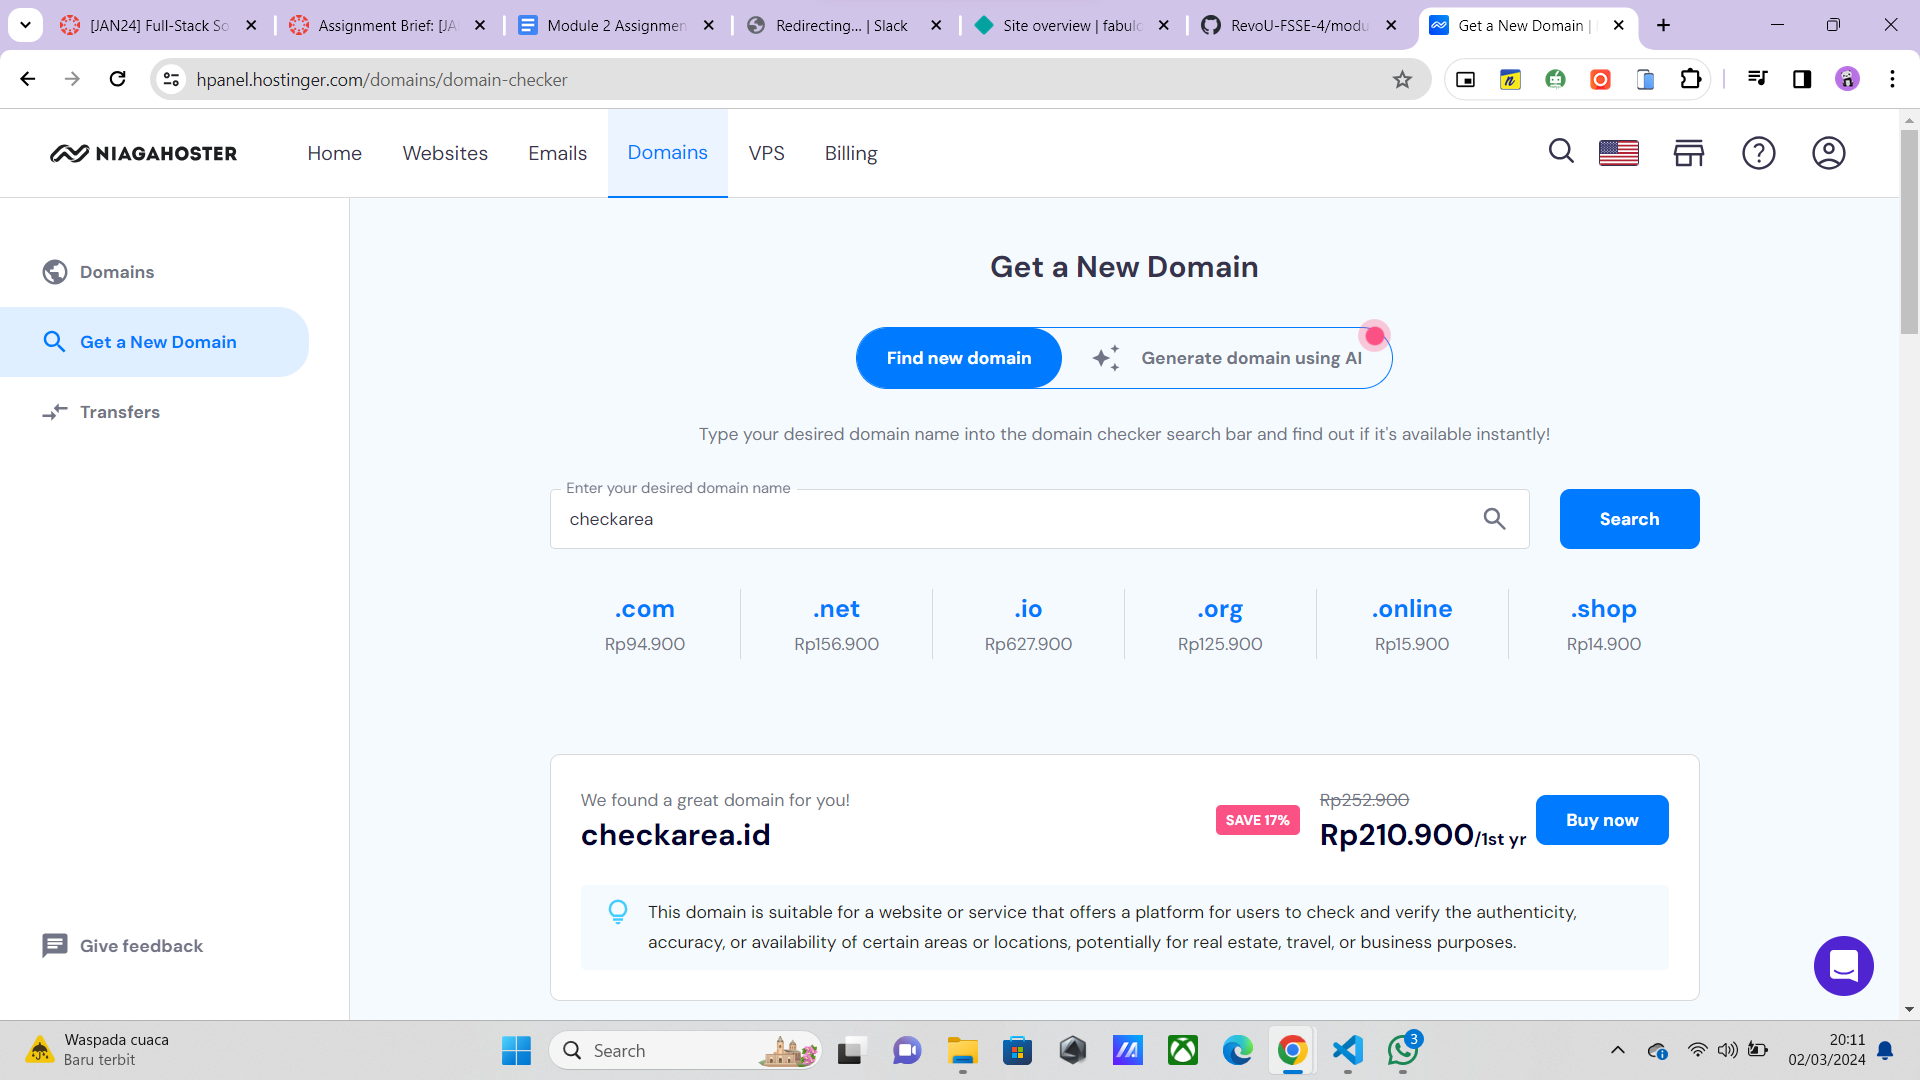 [JAN24] Full-Stack So
Assignment Brief: [JA
Module 2 Assignmen
Redirecting... | Slack
Site overview | fabulo
RevoU-FSSE-4/modu
Get a New Domain |
hpanel.hostinger.com/domains/domain-checker
NIAGAHOSTER
Home
Websites
Emails
Domains
VPS
Billing
Domains
Get a New Domain
Transfers
Give feedback
Get a New Domain
Find new domain
Generate domain using AI
Type your desired domain name into the domain checker search bar and find out if it's available instantly!
Enter your desired domain name
checkarea
Search
.com
Rp94.900
.net
Rp156.900
.io
Rp627.900
.org
Rp125.900
.online
Rp15.900
.shop
Rp14.900
We found a great domain for you!
checkarea.id
SAVE 17%
Rp252.900
Rp210.900/1st yr
Buy now
This domain is suitable for a website or service that offers a platform for users to check and verify the authenticity,
accuracy, or availability of certain areas or locations, potentially for real estate, travel, or business purposes.
Waspada cuaca
Baru terbit
Search
3
20:11
02/03/2024